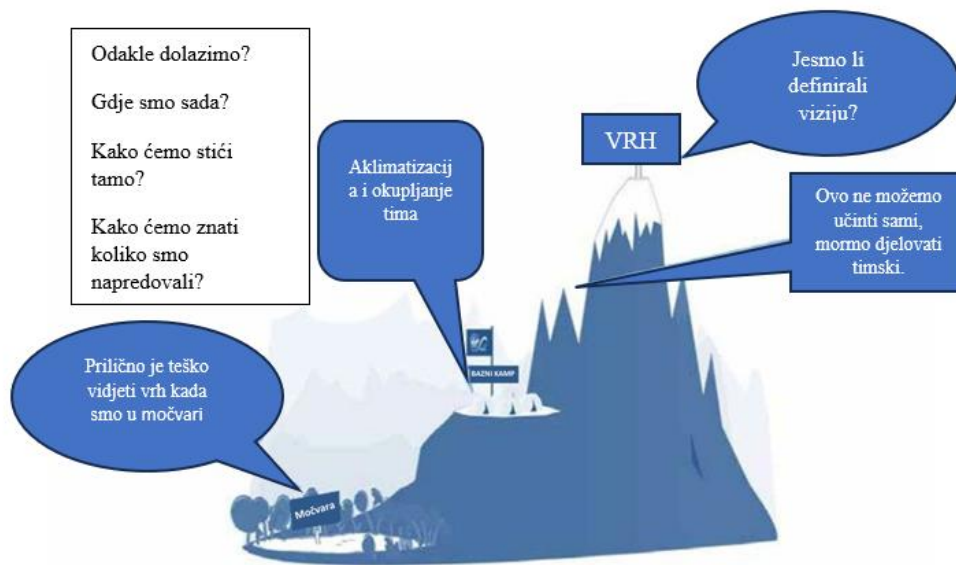 Odakle dolazimo?
Gdje smo sada?
Kako ćemo stići
tamo?
Kako ćemo znati
koliko smo
napredovali?
Aklimatizacij
a i okupljanje
tima
VRH
Jesmo li
definirali
viziju?
Ovo ne možemo
učinti sami,
mormo djelovati
timski.
BAZNI KAMP
Prilično je teško
vidjeti vrh kada
smo u močvari
Močvara